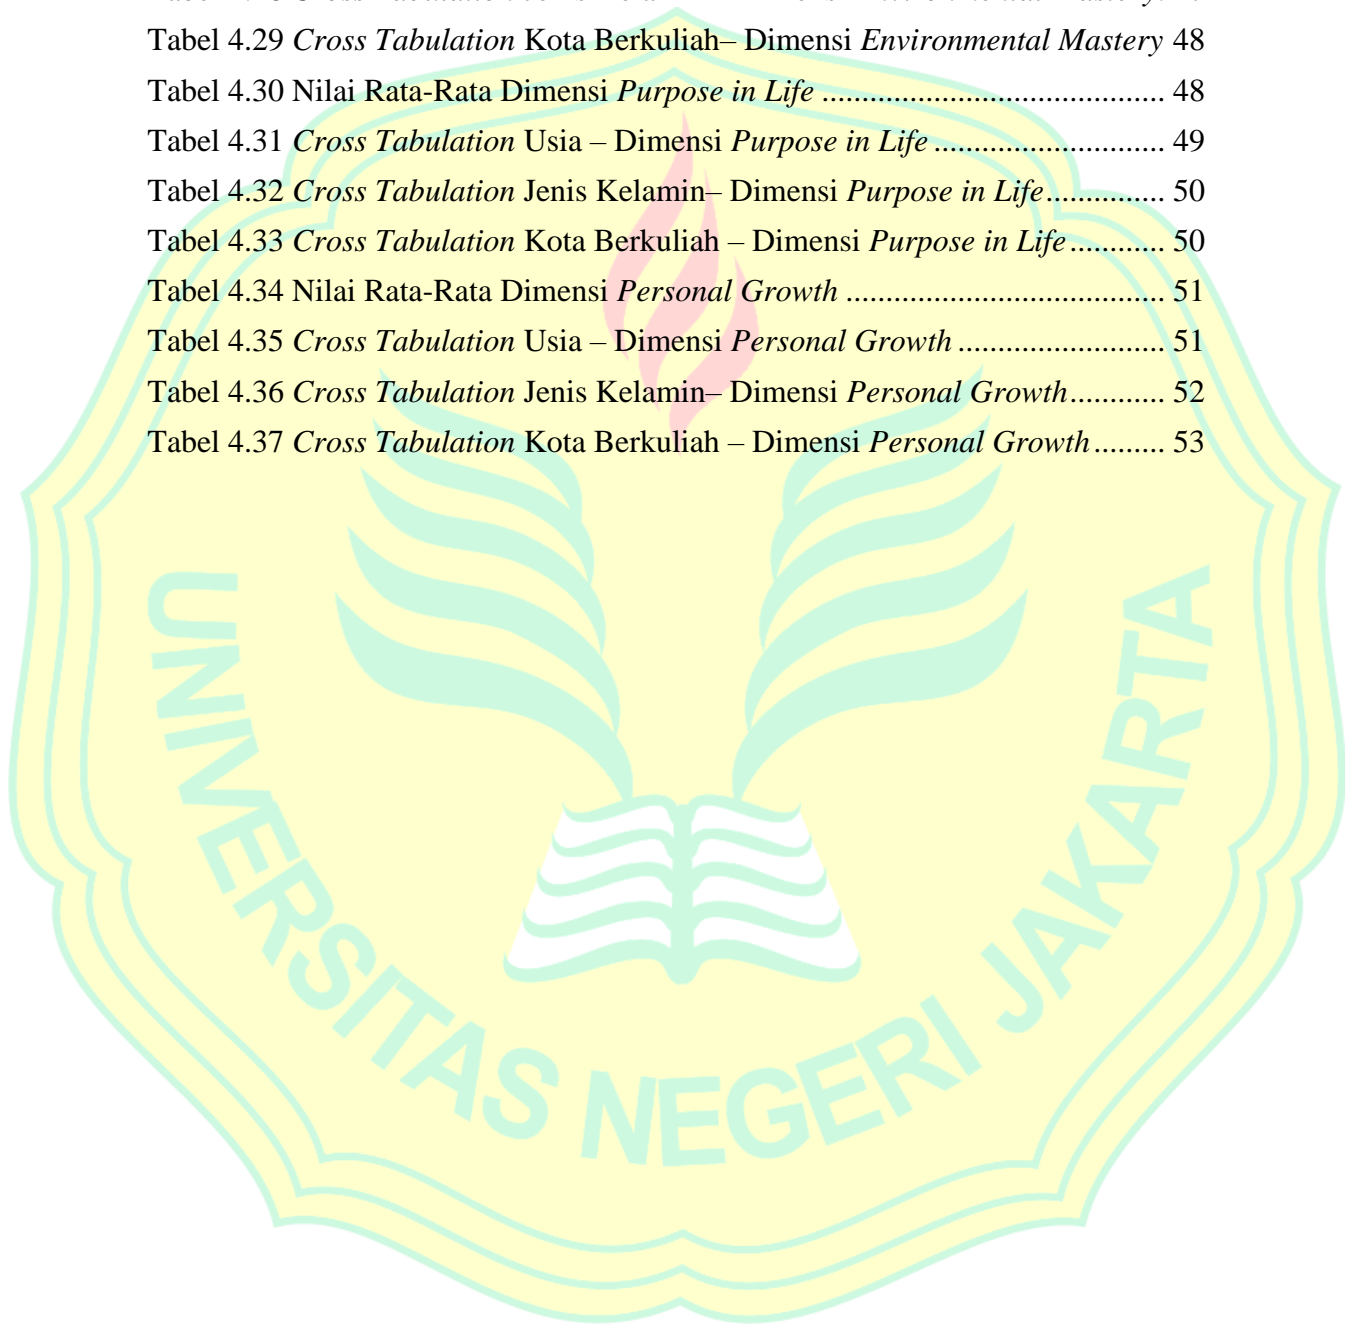 Tabel 4.29 Cross Tabulation Kota Berkuliah– Dimensi Environmental Mastery 48
Tabel 4.30 Nilai Rata-Rata Dimensi Purpose in Life ........................................... 48
Tabel 4.31 Cross Tabulation Usia – Dimensi Purpose in Life ............................. 49
Tabel 4.32 Cross Tabulation Jenis Kelamin– Dimensi Purpose in Life............... 50
Tabel 4.33 Cross Tabulation Kota Berkuliah – Dimensi Purpose in Life............ 50
Tabel 4.34 Nilai Rata-Rata Dimensi Personal Growth ........................................ 51
Tabel 4.35 Cross Tabulation Usia – Dimensi Personal Growth .......................... 51
Tabel 4.36 Cross Tabulation Jenis Kelamin– Dimensi Personal Growth............ 52
Tabel 4.37 Cross Tabulation Kota Berkuliah – Dimensi Personal Growth......... 53
UNIVERSITAS NEGERI JAKARTA